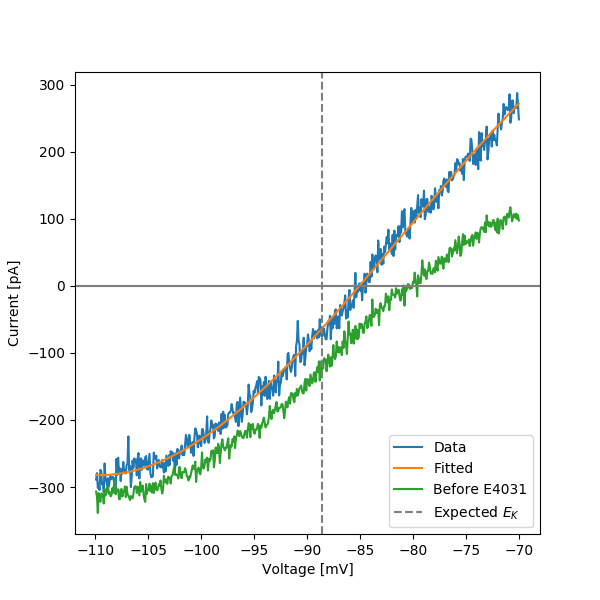 300
200
100
0
−100
−200
−300
Current [pA]
Data
Fitted
Before E4031
Expected E_K
−110 −105 −100 −95 −90 −85 −80 −75 −70
Voltage [mV]